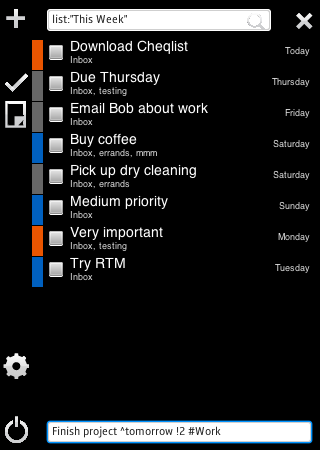 list:"This Week"
Download Cheqlist Today
Inbox
Due Thursday Thursday
Inbox, testing
Email Bob about work Friday
Inbox
Buy coffee Saturday
Inbox, errands, mmm
Pick up dry cleaning Saturday
Inbox, errands
Medium priority Sunday
Inbox
Very important Monday
Inbox, testing
Try RTM Tuesday
Inbox
Finish project ^tomorrow !2 #Work